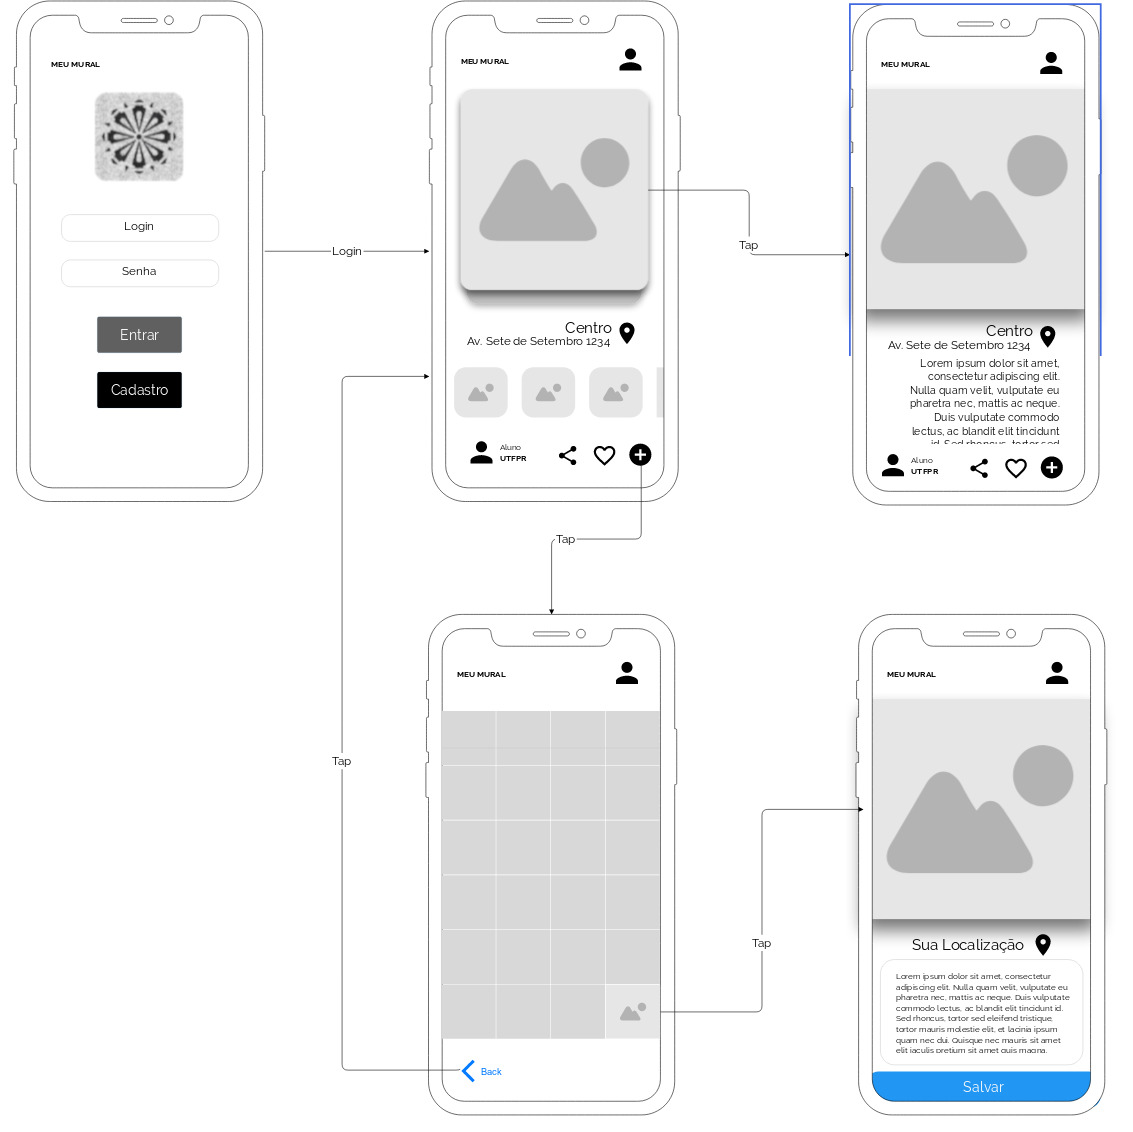 MEU MURAL
Login
Senha
Entrar
Cadastro
Login
MEU MURAL
Centro
Av. Sete de Setembro 1234
Aluno
UTFPR
Tap
MEU MURAL
Centro
Av. Sete de Setembro 1234
Lorem ipsum dolor sit amet,
consectetur adipiscing elit.
Nulla quam velit, vulputate eu
pharetra nec, mattis ac neque.
Duis vulputate commodo
lectus, ac blandit elit tincidunt
id. Sed rhoncus, tortor sed
Aluno
UTFPR
Tap
Tap
MEU MURAL
Back
Tap
MEU MURAL
Sua Localização
Lorem ipsum dolor sit amet, consectetur
adipiscing elit. Nulla quam velit, vulputate eu
pharetra nec, mattis ac neque. Duis vulputate
commodo lectus, ac blandit elit tincidunt id.
Sed rhoncus, tortor sed eleifend tristique,
tortor mauris molestie elit, et lacinia ipsum
quam nec dui. Quisque nec mauris sit amet
elit iaculis pretium sit amet quis magna.
Salvar